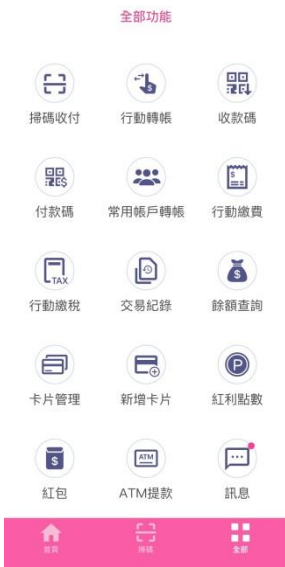 全部功能
掃碼收付 行動轉帳 收款碼
付款碼 常用帳戶轉帳 行動繳費
TAX
行動繳稅 交易紀錄 餘額查詢
卡片管理 新增卡片 紅利點數
ATM
紅包 ATM提款 訊息
首頁 掃碼 全部